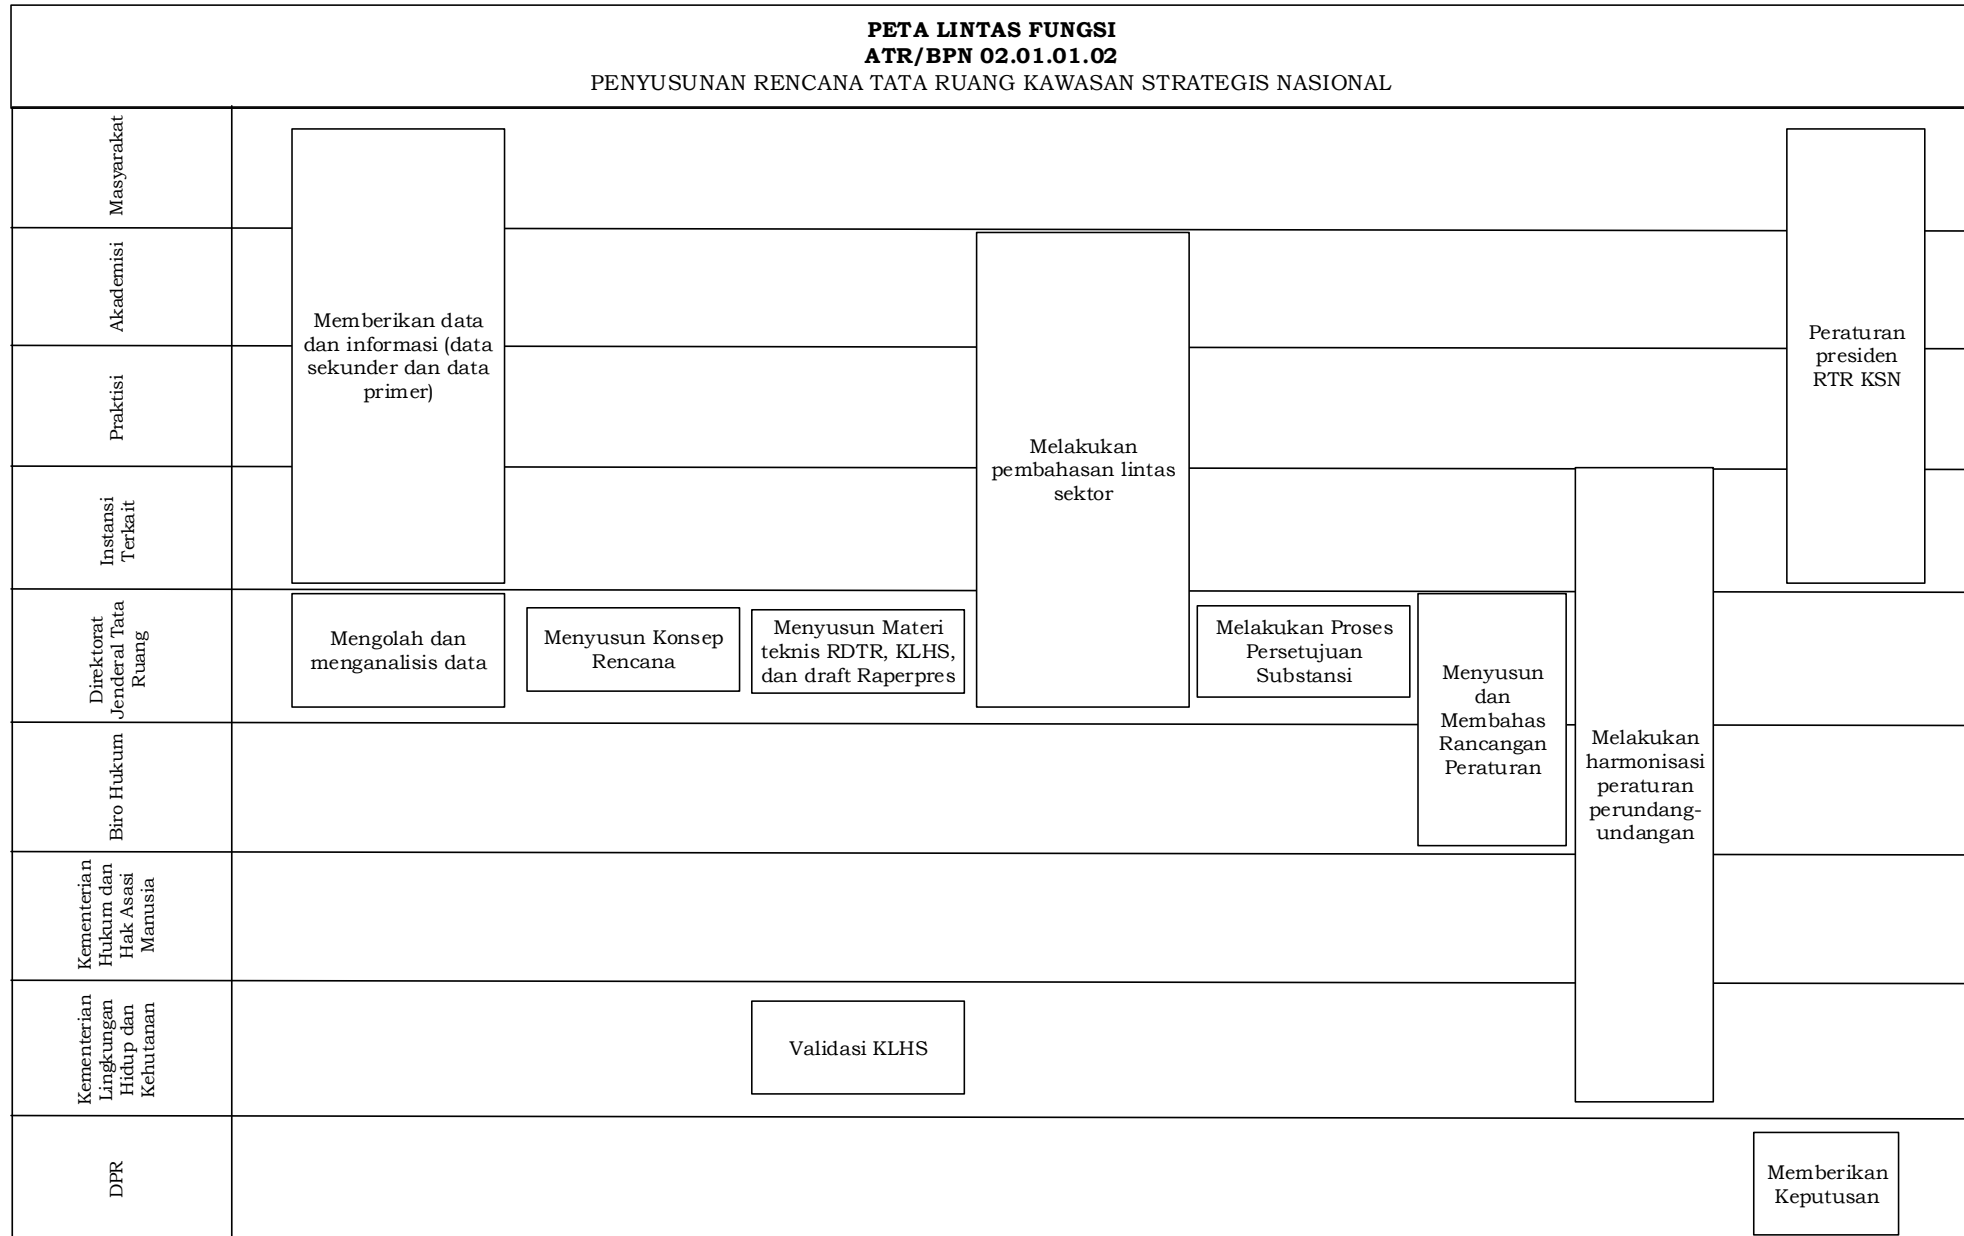 PETA LINTAS FUNGSI
ATR/BPN 02.01.01.02
PENYUSUNAN RENCANA TATA RUANG KAWASAN STRATEGIS NASIONAL
Masyarakat
Akademisi
Praktisi
Instansi
Terkait
Direktorat
Jenderal Tata
Ruang
Biro Hukum
Kementerian
Hukum dan
Hak Asasi
Manusia
Kementerian
Lingkungan
Hidup dan
Kehutanan
DPR
Memberikan data
dan informasi (data
sekunder dan data
primer)
Mengolah dan
menganalisis data
Menyusun Konsep
Rencana
Menyusun Materi
teknis RDTR, KLHS,
dan draft Raperpres
Validasi KLHS
Melakukan
pembahasan lintas
sektor
Melakukan Proses
Persetujuan
Substansi
Menyusun
dan
Membahas
Rancangan
Peraturan
Melakukan
harmonisasi
peraturan
perundang-
undangan
Memberikan
Keputusan
Peraturan
presiden
RTR KSN